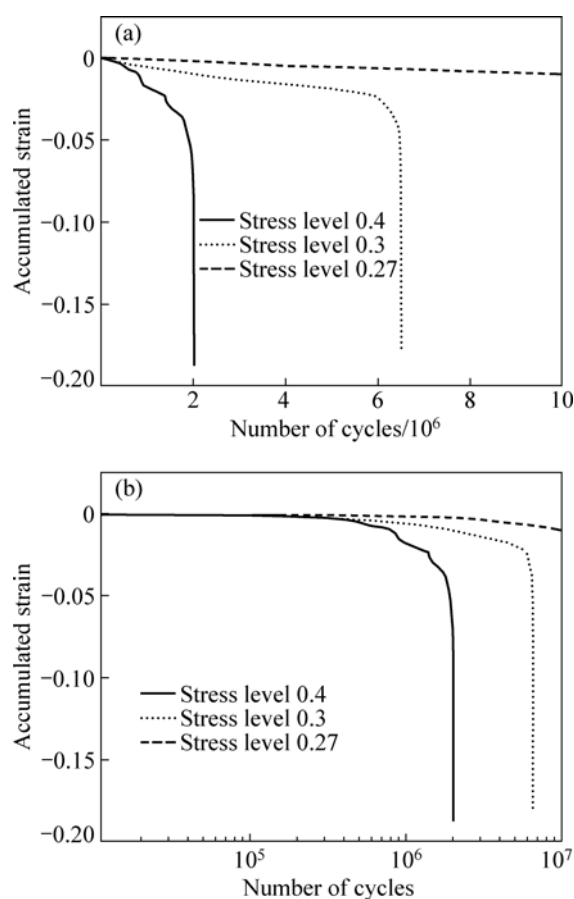 (a)
0
−0.05
−0.10
−0.15
−0.20
Accumulated strain
Stress level 0.4
Stress level 0.3
Stress level 0.27
2
4
6
8
10
Number of cycles/10⁶
(b)
0
−0.05
−0.10
−0.15
−0.20
Accumulated strain
Stress level 0.4
Stress level 0.3
Stress level 0.27
10⁵
10⁶
10⁷
Number of cycles